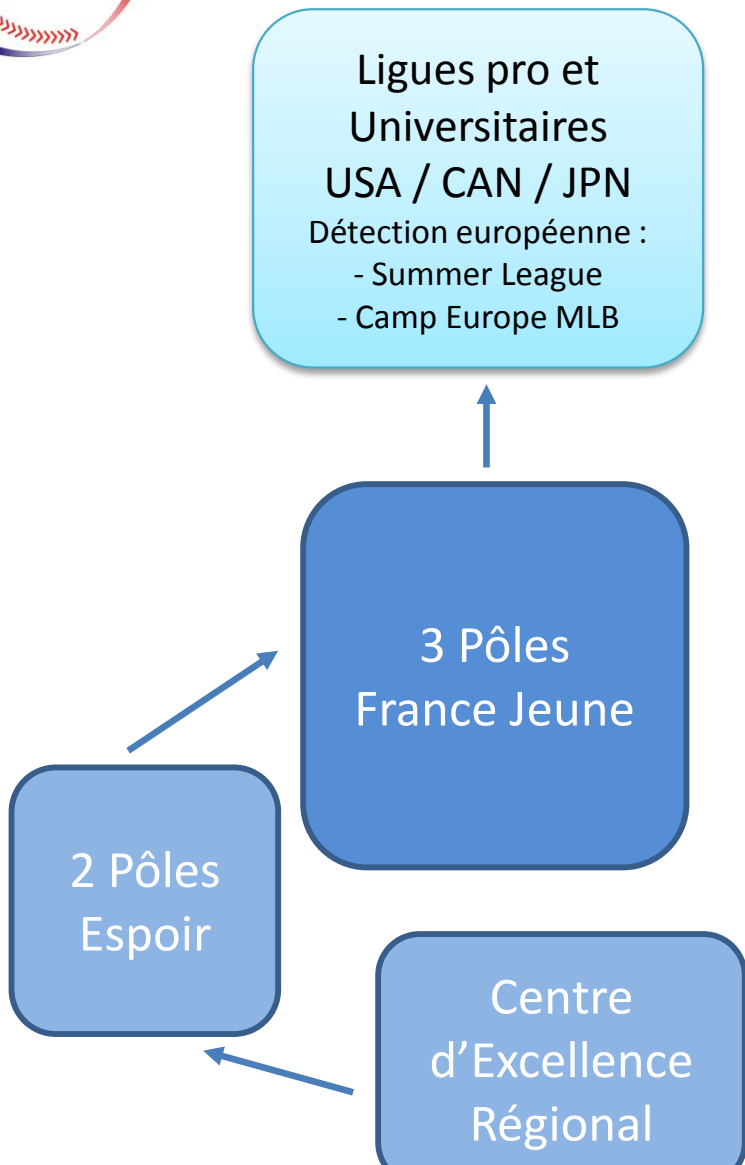 Ligues pro et
Universitaires
USA / CAN / JPN
Détection européenne :
- Summer League
- Camp Europe MLB
3 Pôles
France Jeune
2 Pôles
Espoir
Centre
d’Excellence
Régional